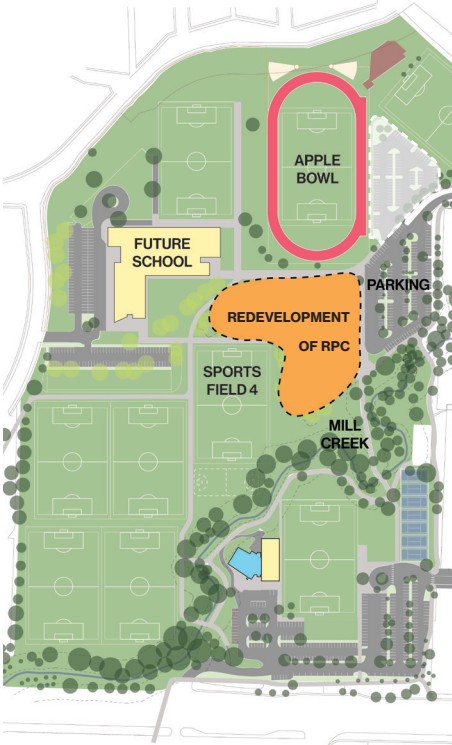 APPLE
BOWL
FUTURE
SCHOOL
PARKING
REDEVELOPMENT
OF RPC
SPORTS
FIELD 4
MILL
CREEK